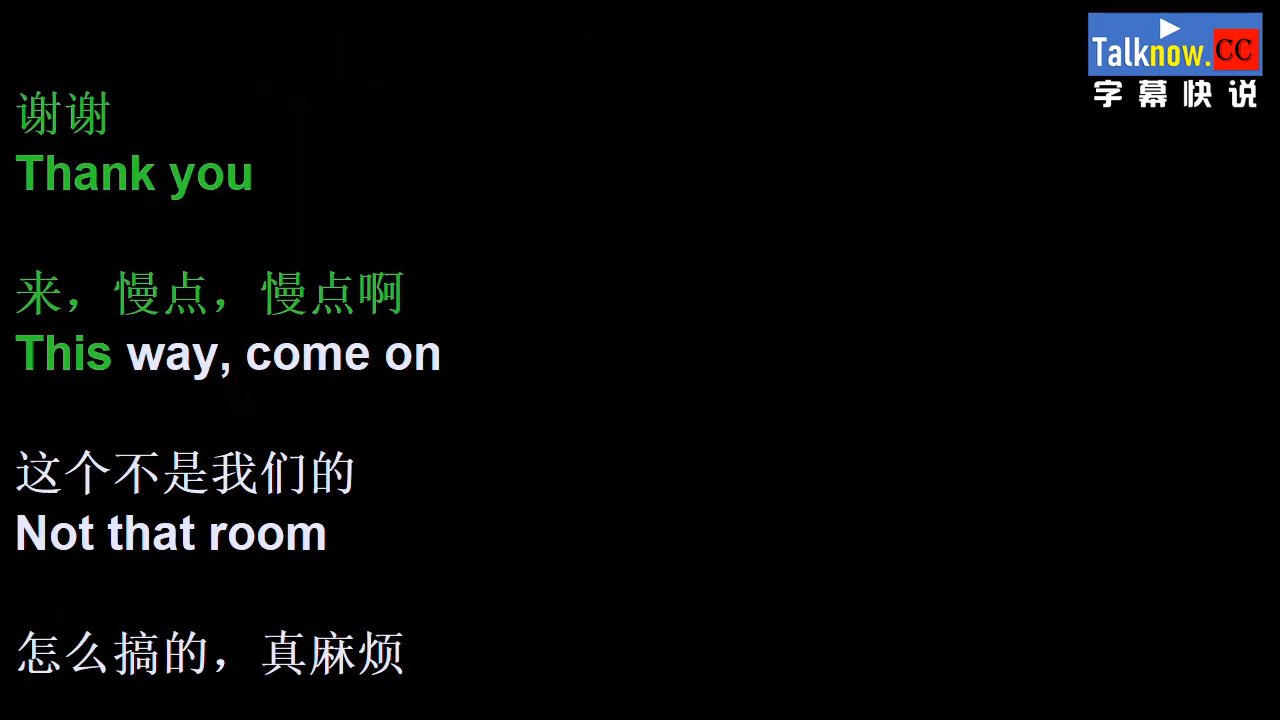 Talknow.CC
字幕快说
谢谢
Thank you
来，慢点，慢点啊
This way, come on
这个不是我们的
Not that room
怎么搞的，真麻烦